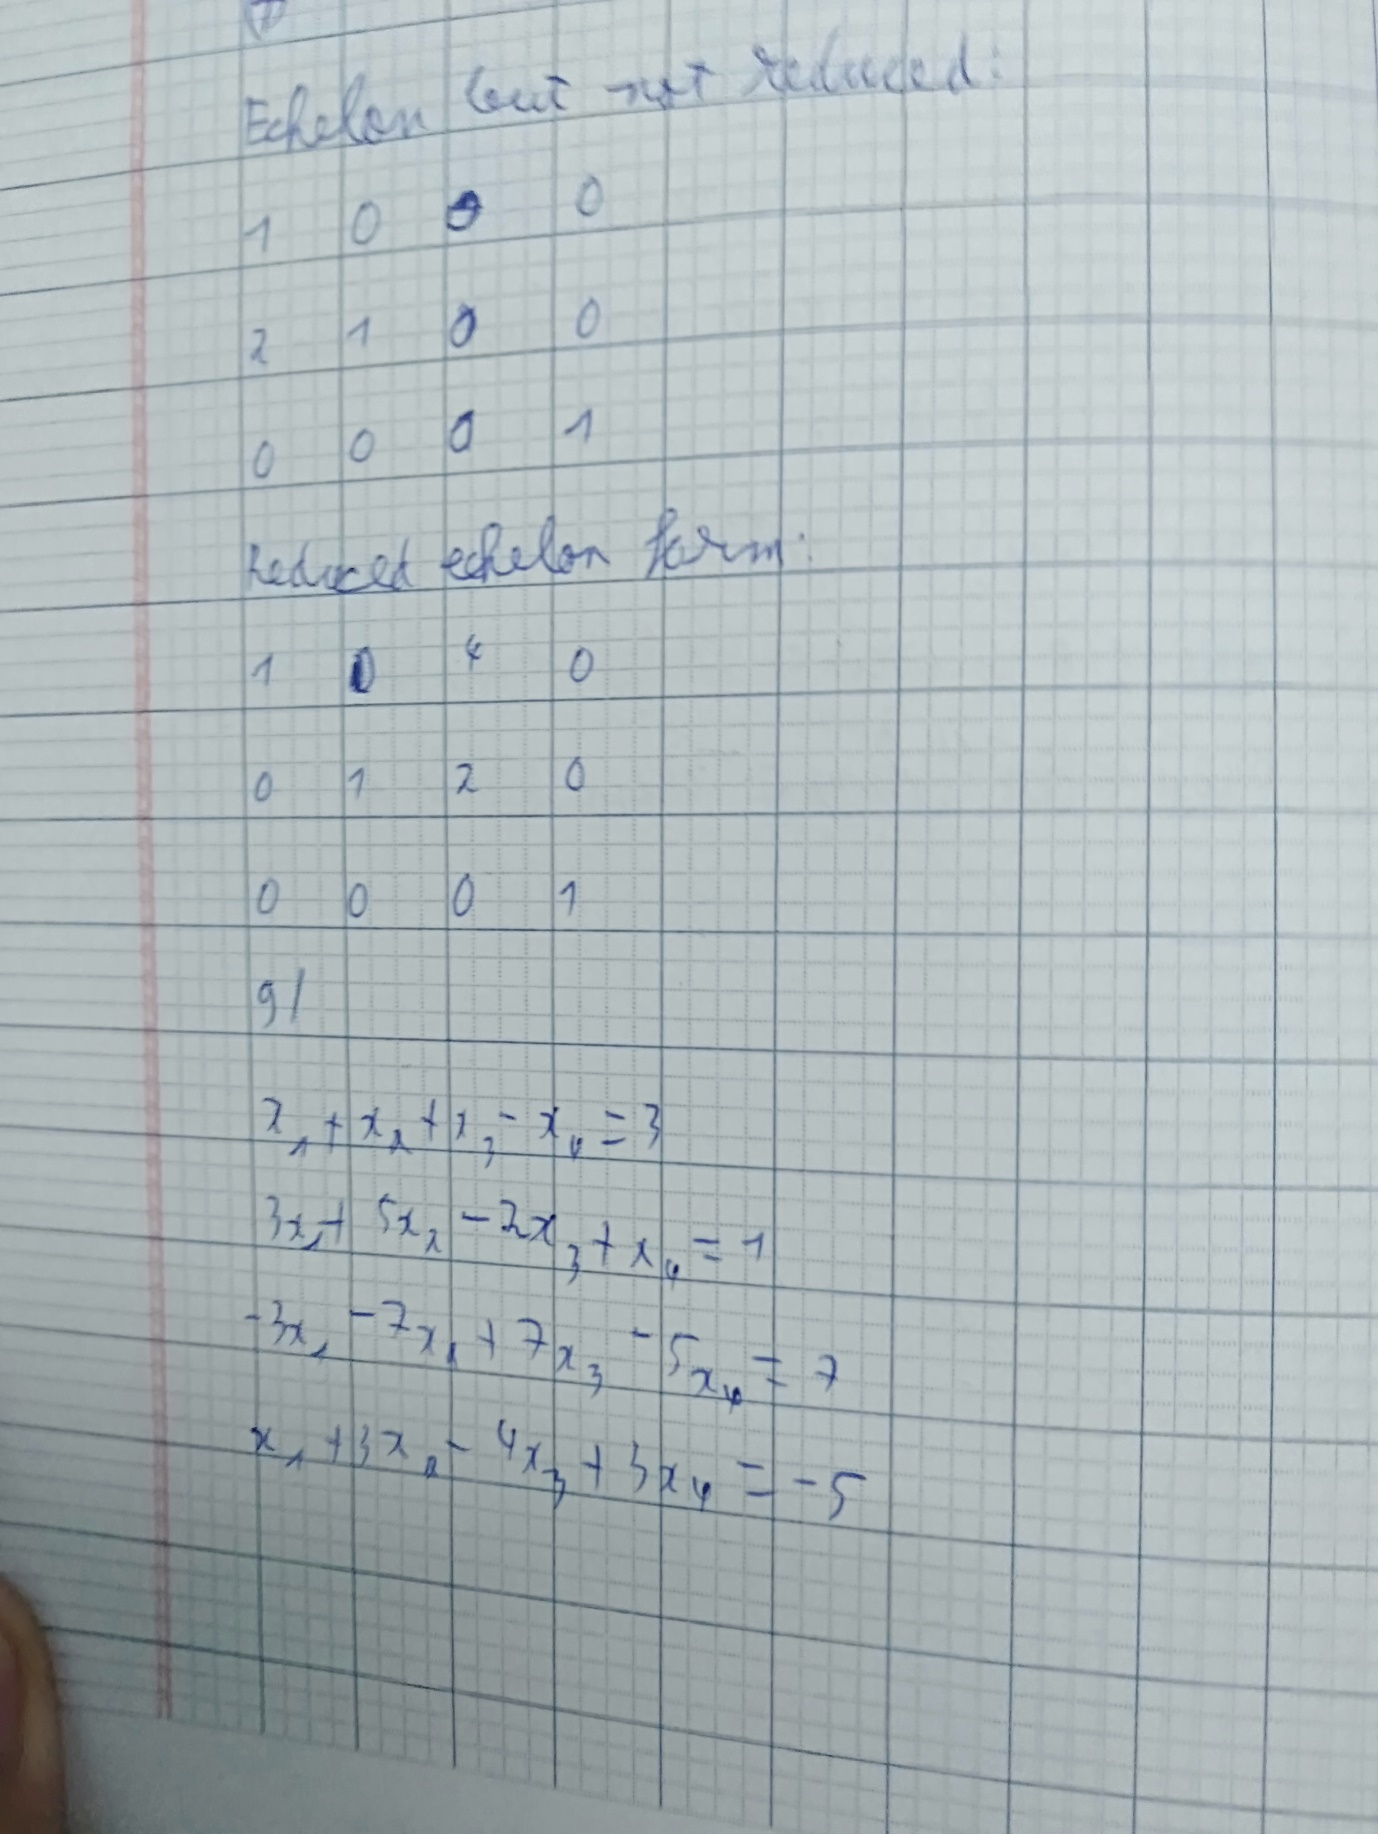 Echelon but not reduced:
1 0 0 0
2 1 0 0
0 0 0 1
Reduced echelon form:
1 0 4 0
0 1 2 0
0 0 0 1
9/
x₁ + x₂ + x₃ - x₄ = 3
3x₁ + 5x₂ - 2x₃ + x₄ = 1
-3x₁ - 7x₂ + 7x₃ - 5x₄ = 7
x₁ + 3x₂ - 4x₃ + 3x₄ = -5